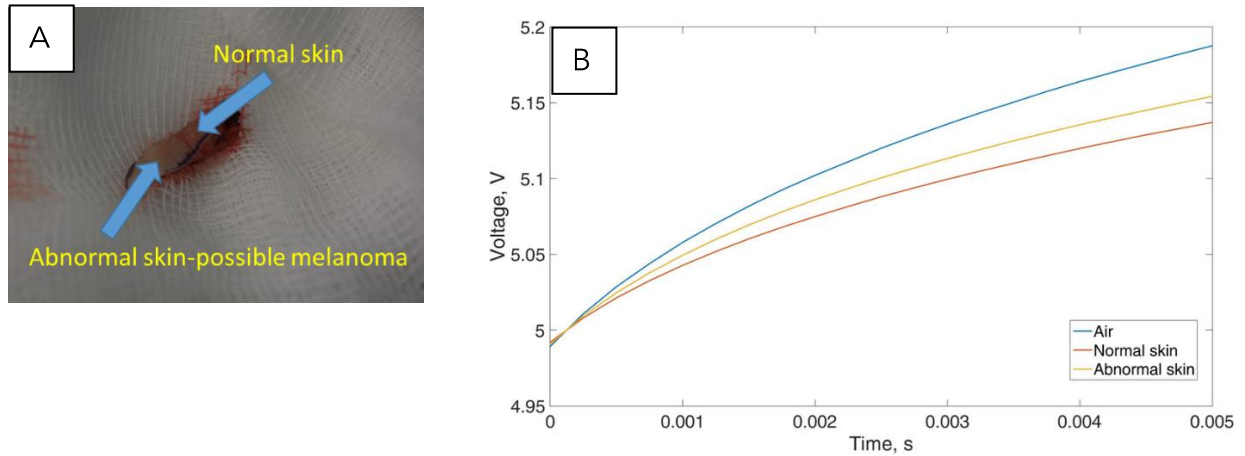 A
Normal skin
Abnormal skin-possible melanoma
B
5.2
5.15
5.1
5.05
5
4.95
Voltage, V
0
0.001
0.002
0.003
0.004
0.005
Time, s
Air
Normal skin
Abnormal skin